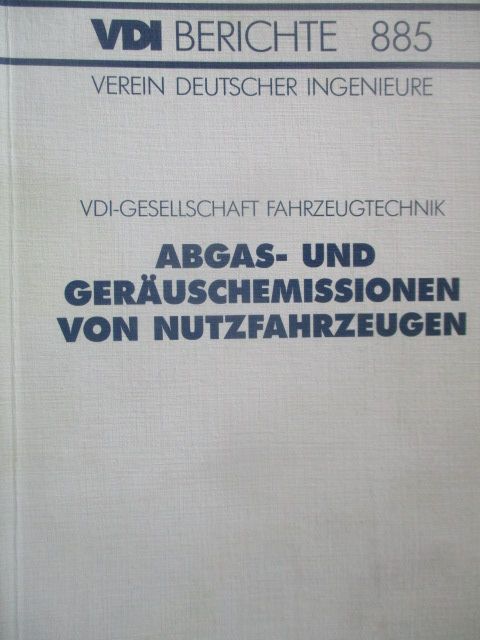 VDI BERICHTE 885
VEREIN DEUTSCHER INGENIEURE
VDI-GESELLSCHAFT FAHRZEUGTECHNIK
ABGAS- UND
GERÄUSCHEMISSIONEN
VON NUTZFAHRZEUGEN